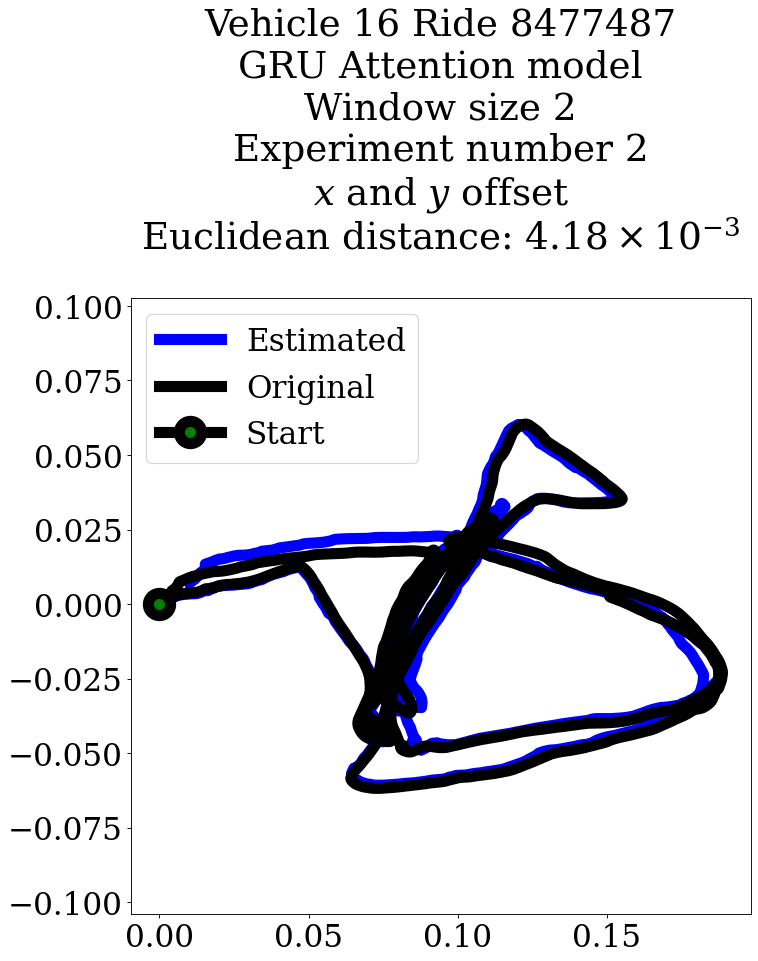 Vehicle 16 Ride 8477487
GRU Attention model
Window size 2
Experiment number 2
x and y offset
Euclidean distance: 4.18 × 10⁻³
0.100
0.075
0.050
0.025
0.000
−0.025
−0.050
−0.075
−0.100
Estimated
Original
Start
0.00 0.05 0.10 0.15